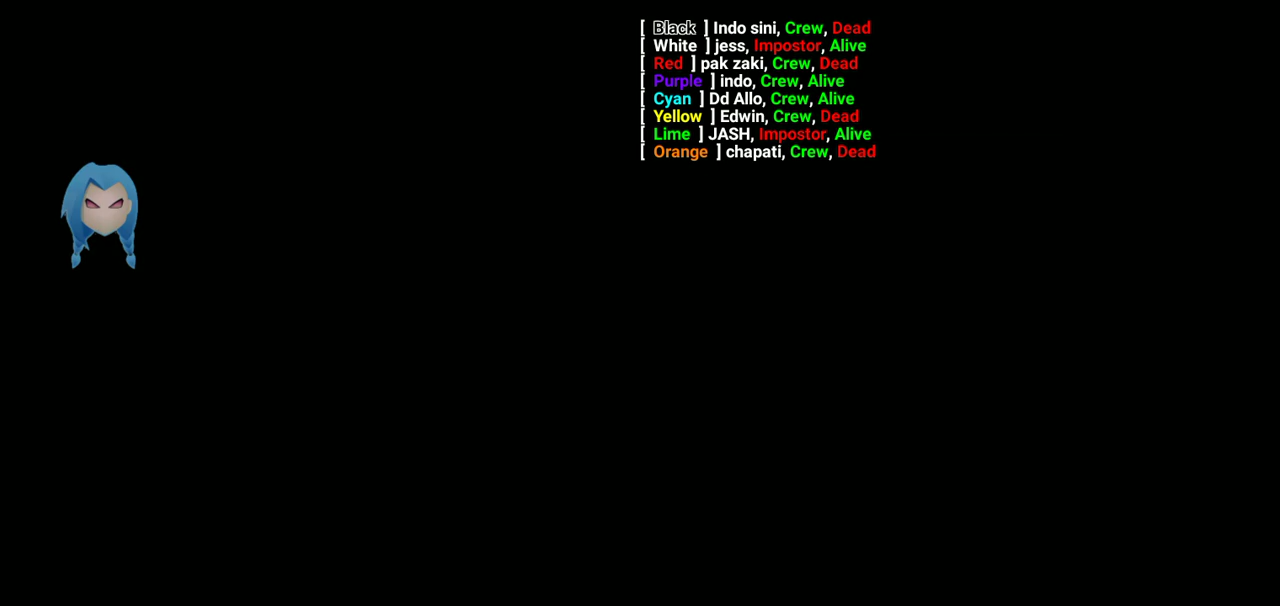 [ Black ] Indo sini, Crew, Dead
[ White ] jess, Impostor, Alive
[ Red ] pak zaki, Crew, Dead
[ Purple ] indo, Crew, Alive
[ Cyan ] Dd Allo, Crew, Alive
[ Yellow ] Edwin, Crew, Dead
[ Lime ] JASH, Impostor, Alive
[ Orange ] chapati, Crew, Dead